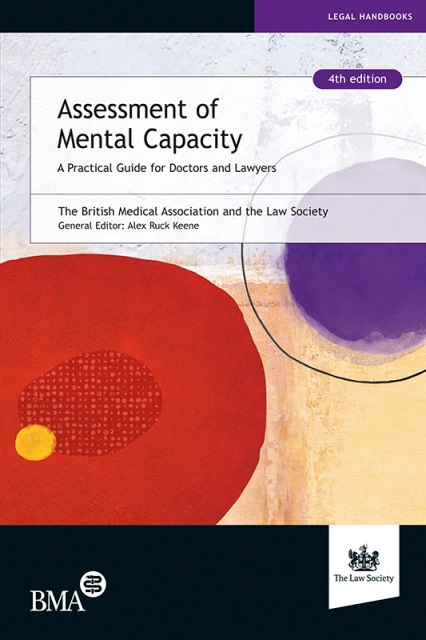 LEGAL HANDBOOKS
4th edition
Assessment of
Mental Capacity
A Practical Guide for Doctors and Lawyers
The British Medical Association and the Law Society
General Editor: Alex Ruck Keene
BMA
The Law Society